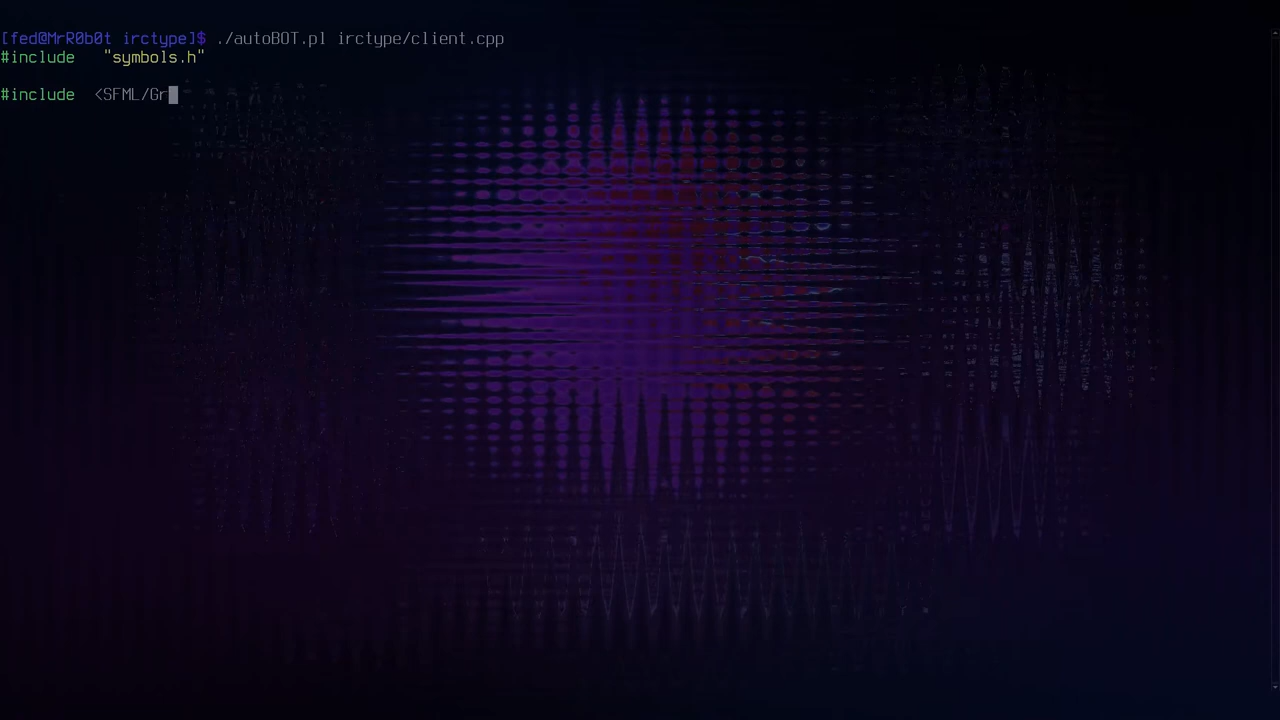 [fed@MrR0b0t irctype]$ ./autoBOT.pl irctype/client.cpp
#include   "symbols.h"
#include  <SFML/Gr